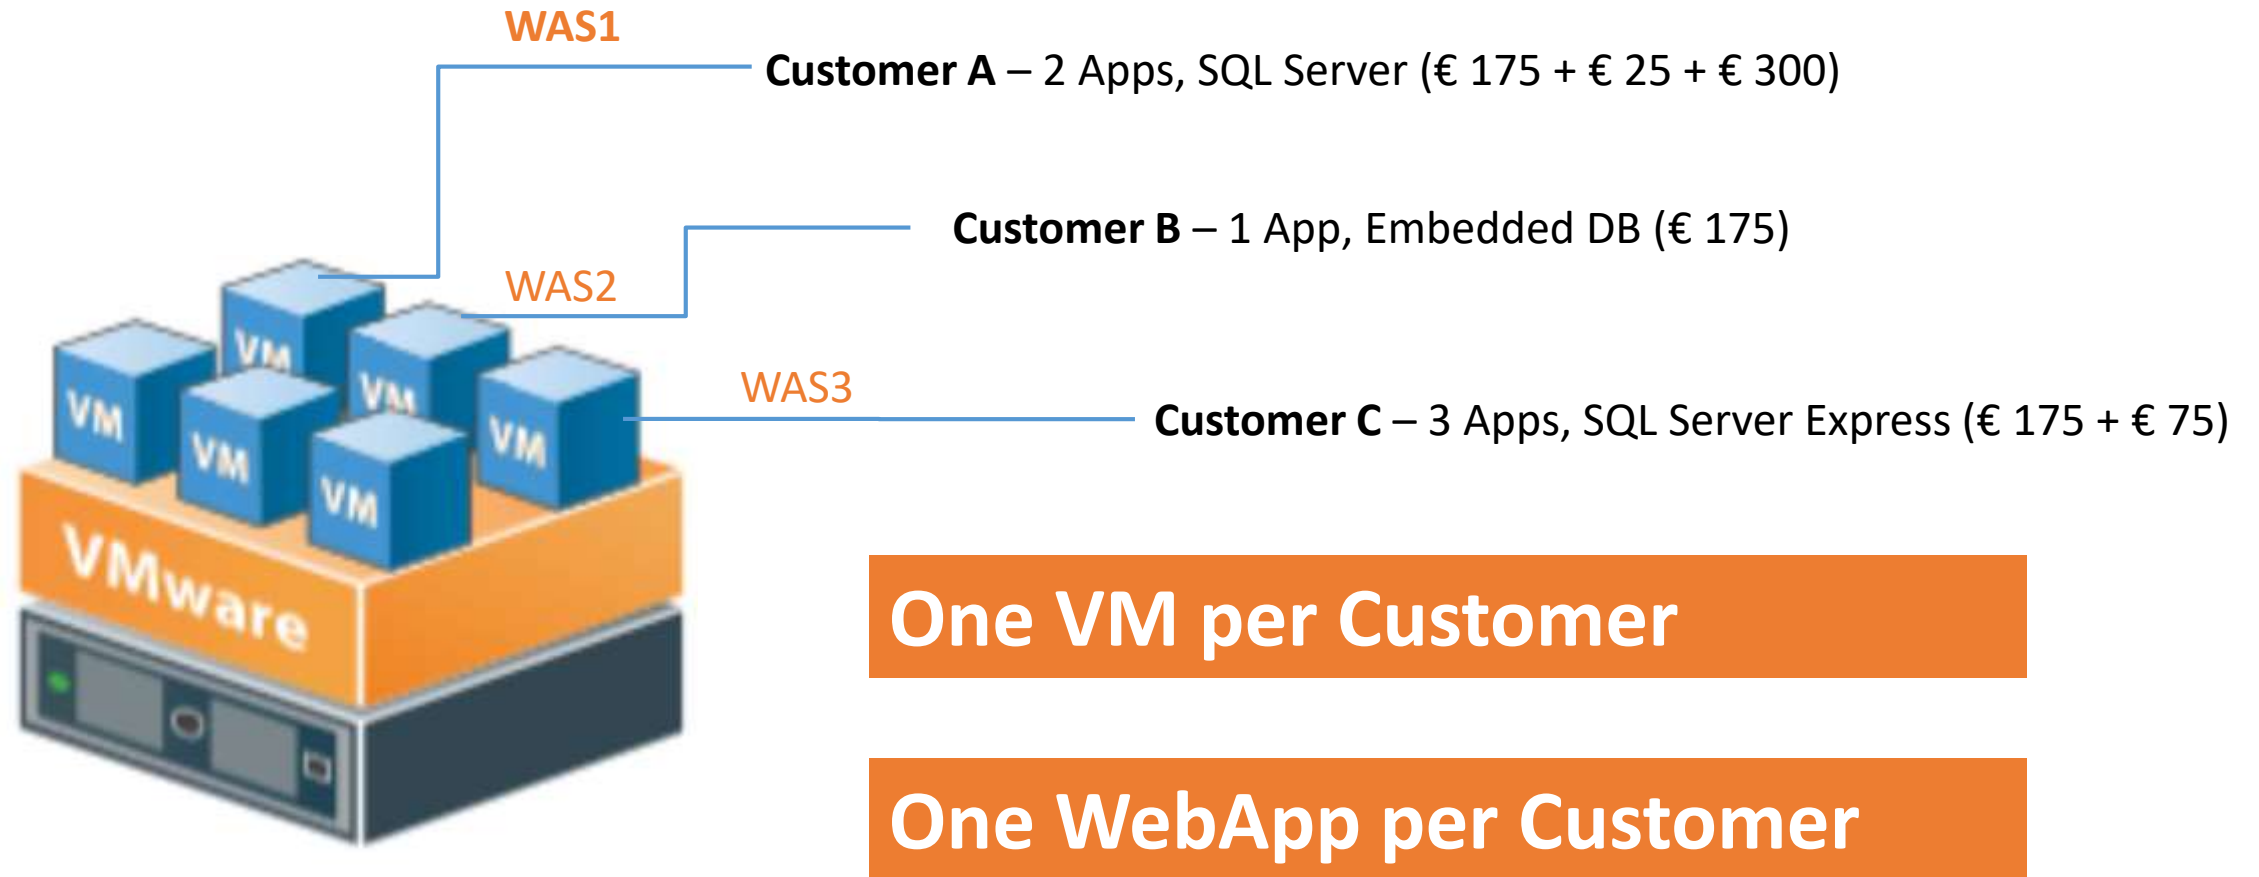 WAS1
Customer A – 2 Apps, SQL Server (€ 175 + € 25 + € 300)
Customer B – 1 App, Embedded DB (€ 175)
WAS2
WAS3
Customer C – 3 Apps, SQL Server Express (€ 175 + € 75)
VM
VM
VM
VM
VM
VM
VMware
One VM per Customer
One WebApp per Customer